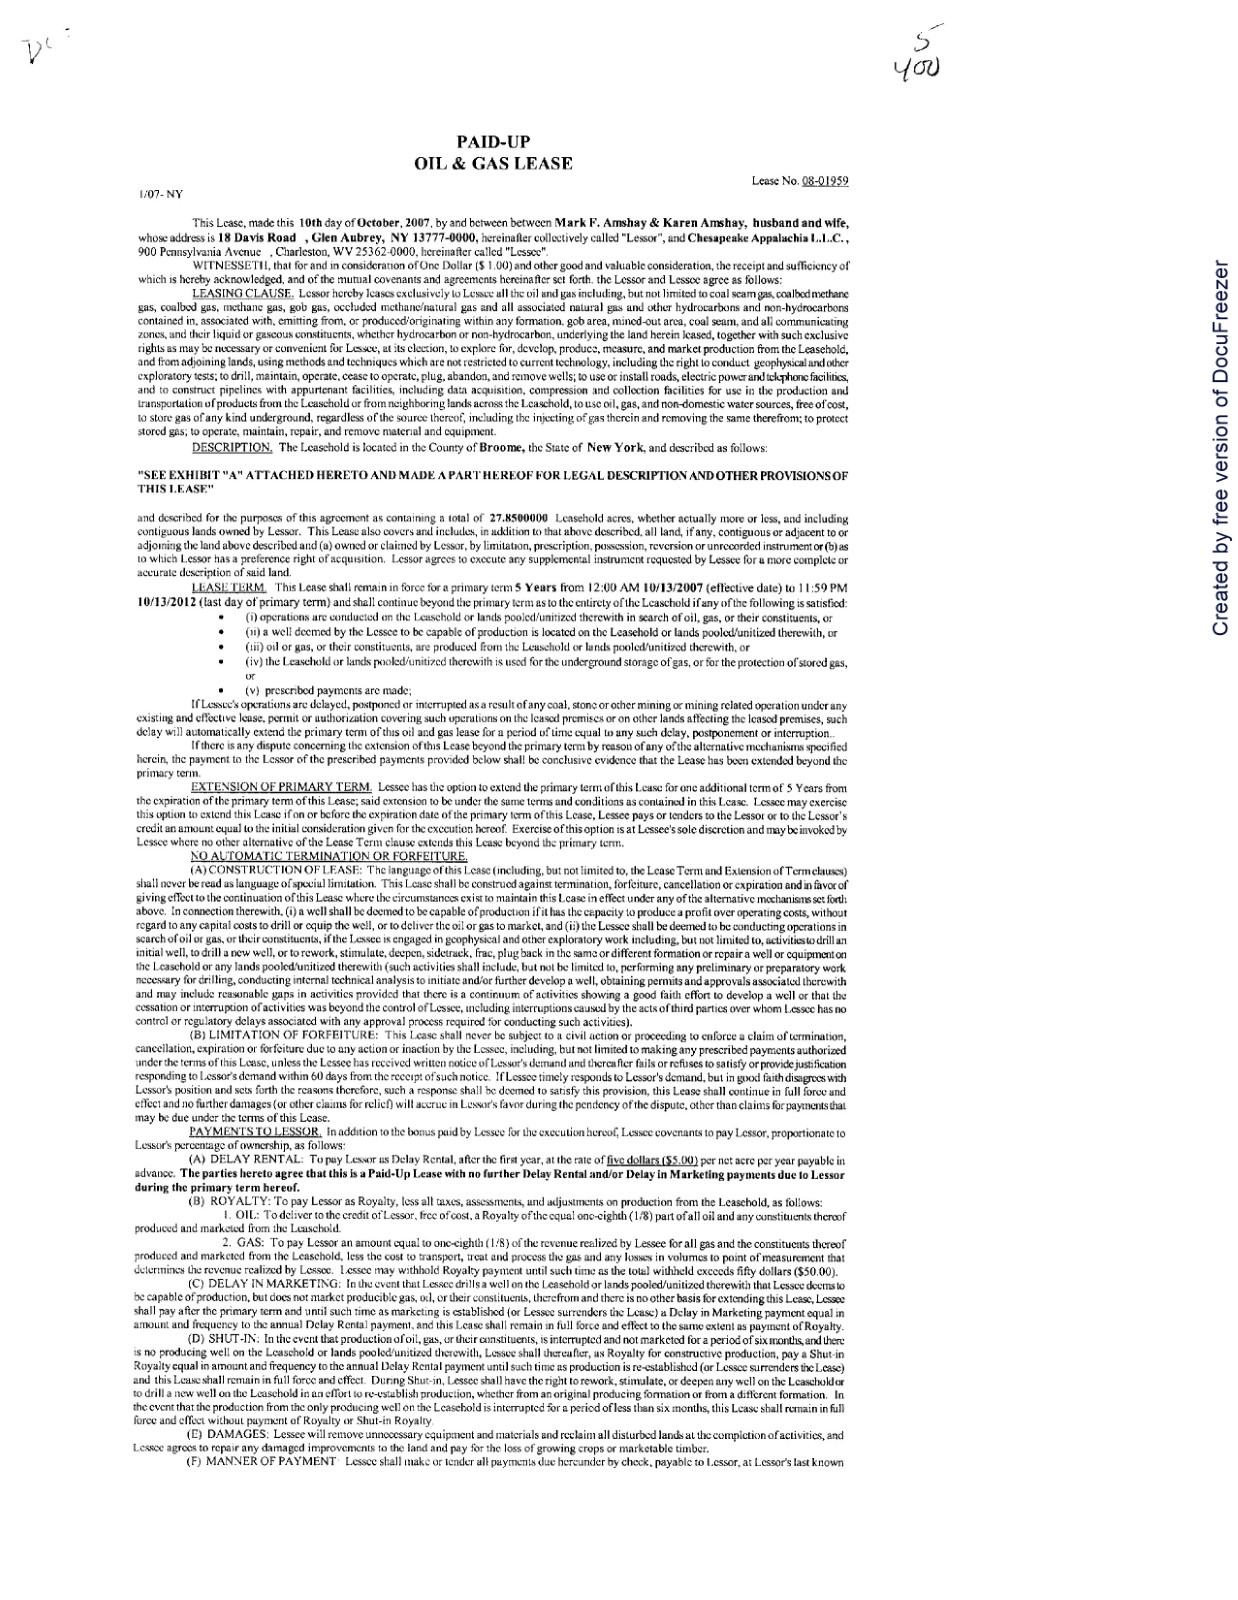 5
400
PAID-UP
OIL & GAS LEASE
Lease No. 08-01959
1/07- NY
This Lease, made this 10th day of October, 2007, by and between between Mark F. Amshay & Karen Amshay, husband and wife,
whose address is 18 Davis Road , Glen Aubrey, NY 13777-0000, hereinafter collectively called "Lessor", and Chesapeake Appalachia L.L.C.,
900 Pennsylvania Avenue , Charleston, WV 25362-0000, hereinafter called "Lessee".
WITNESSETH, that for and in consideration of One Dollar ($ 1.00) and other good and valuable consideration, the receipt and sufficiency of
which is hereby acknowledged, and of the mutual covenants and agreements hereinafter set forth, the Lessor and Lessee agree as follows:
LEASING CLAUSE. Lessor hereby leases exclusively to Lessee all the oil and gas including, but not limited to coal seam gas, coalbed methane
gas, coalbed gas, methane gas, gob gas, occluded methane/natural gas and all associated natural gas and other hydrocarbons and non-hydrocarbons
contained in, associated with, emitting from, or produced/originating within any formation, gob area, mined-out area, coal seam, and all communicating
zones, and their liquid or gaseous constituents, whether hydrocarbon or non-hydrocarbon, underlying the land herein leased, together with such exclusive
rights as may be necessary or convenient for Lessee, at its election, to explore for, develop, produce, measure, and market production from the Leasehold,
and from adjoining lands, using methods and techniques which are not restricted to current technology, including the right to conduct geophysical and other
exploratory tests; to drill, maintain, operate, cease to operate, plug, abandon, and remove wells; to use or install roads, electric power and telephone facilities,
and to construct pipelines with appurtenant facilities, including data acquisition, compression and collection facilities for use in the production and
transportation of products from the Leasehold or from neighboring lands across the Leasehold, to use oil, gas, and non-domestic water sources, free of cost,
to store gas of any kind underground, regardless of the source thereof, including the injecting of gas therein and removing the same therefrom; to protect
stored gas; to operate, maintain, repair, and remove material and equipment.
DESCRIPTION. The Leasehold is located in the County of Broome, the State of New York, and described as follows:
"SEE EXHIBIT "A" ATTACHED HERETO AND MADE A PART HEREOF FOR LEGAL DESCRIPTION AND OTHER PROVISIONS OF
THIS LEASE"
and described for the purposes of this agreement as containing a total of 27.8500000 Leasehold acres, whether actually more or less, and including
contiguous lands owned by Lessor. This Lease also covers and includes, in addition to that above described, all land, if any, contiguous or adjacent to or
adjoining the land above described and (a) owned or claimed by Lessor, by limitation, prescription, possession, reversion or unrecorded instrument or (b) as
to which Lessor has a preference right of acquisition. Lessor agrees to execute any supplemental instrument requested by Lessee for a more complete or
accurate description of said land.
LEASE TERM. This Lease shall remain in force for a primary term 5 Years from 12:00 AM 10/13/2007 (effective date) to 11:59 PM
10/13/2012 (last day of primary term) and shall continue beyond the primary term as to the entirety of the Leasehold if any of the following is satisfied:
• (i) operations are conducted on the Leasehold or lands pooled/unitized therewith in search of oil, gas, or their constituents, or
• (ii) a well deemed by the Lessee to be capable of production is located on the Leasehold or lands pooled/unitized therewith, or
• (iii) oil or gas, or their constituents, are produced from the Leasehold or lands pooled/unitized therewith, or
• (iv) the Leasehold or lands pooled/unitized therewith is used for the underground storage of gas, or for the protection of stored gas,
or
• (v) prescribed payments are made;
If Lessee's operations are delayed, postponed or interrupted as a result of any coal, stone or other mining or mining related operation under any
existing and effective lease, permit or authorization covering such operations on the leased premises or on other lands affecting the leased premises, such
delay will automatically extend the primary term of this oil and gas lease for a period of time equal to any such delay, postponement or interruption..
If there is any dispute concerning the extension of this Lease beyond the primary term by reason of any of the alternative mechanisms specified
herein, the payment to the Lessor of the prescribed payments provided below shall be conclusive evidence that the Lease has been extended beyond the
primary term.
EXTENSION OF PRIMARY TERM. Lessee has the option to extend the primary term of this Lease for one additional term of 5 Years from
the expiration of the primary term of this Lease; said extension to be under the same terms and conditions as contained in this Lease. Lessee may exercise
this option to extend this Lease if on or before the expiration date of the primary term of this Lease, Lessee pays or tenders to the Lessor or to the Lessor's
credit an amount equal to the initial consideration given for the execution hereof. Exercise of this option is at Lessee's sole discretion and may be invoked by
Lessee where no other alternative of the Lease Term clause extends this Lease beyond the primary term.
NO AUTOMATIC TERMINATION OR FORFEITURE.
(A) CONSTRUCTION OF LEASE: The language of this Lease (including, but not limited to, the Lease Term and Extension of Term clauses)
shall never be read as language of special limitation. This Lease shall be construed against termination, forfeiture, cancellation or expiration and in favor of
giving effect to the continuation of this Lease where the circumstances exist to maintain this Lease in effect under any of the alternative mechanisms set forth
above. In connection therewith, (i) a well shall be deemed to be capable of production if it has the capacity to produce a profit over operating costs, without
regard to any capital costs to drill or equip the well, or to deliver the oil or gas to market, and (ii) the Lessee shall be deemed to be conducting operations in
search of oil or gas, or their constituents, if the Lessee is engaged in geophysical and other exploratory work including, but not limited to, activities to drill an
initial well, to drill a new well, or to rework, stimulate, deepen, sidetrack, frac, plug back in the same or different formation or repair a well or equipment on
the Leasehold or any lands pooled/unitized therewith (such activities shall include, but not be limited to, performing any preliminary or preparatory work
necessary for drilling, conducting internal technical analysis to initiate and/or further develop a well, obtaining permits and approvals associated therewith
and may include reasonable gaps in activities provided that there is a continuum of activities showing a good faith effort to develop a well or that the
cessation or interruption of activities was beyond the control of Lessee, including interruptions caused by the acts of third parties over whom Lessee has no
control or regulatory delays associated with any approval process required for conducting such activities).
(B) LIMITATION OF FORFEITURE: This Lease shall never be subject to a civil action or proceeding to enforce a claim of termination,
cancellation, expiration or forfeiture due to any action or inaction by the Lessee, including, but not limited to making any prescribed payments authorized
under the terms of this Lease, unless the Lessee has received written notice of Lessor's demand and thereafter fails or refuses to satisfy or provide justification
responding to Lessor's demand within 60 days from the receipt of such notice. If Lessee timely responds to Lessor's demand, but in good faith disagrees with
Lessor's position and sets forth the reasons therefore, such a response shall be deemed to satisfy this provision, this Lease shall continue in full force and
effect and no further damages (or other claims for relief) will accrue in Lessor's favor during the pendency of the dispute, other than claims for payments that
may be due under the terms of this Lease.
PAYMENTS TO LESSOR. In addition to the bonus paid by Lessee for the execution hereof, Lessee covenants to pay Lessor, proportionate to
Lessor's percentage of ownership, as follows:
(A) DELAY RENTAL: To pay Lessor as Delay Rental, after the first year, at the rate of five dollars ($5.00) per net acre per year payable in
advance. The parties hereto agree that this is a Paid-Up Lease with no further Delay Rental and/or Delay in Marketing payments due to Lessor
during the primary term hereof.
(B) ROYALTY: To pay Lessor as Royalty, less all taxes, assessments, and adjustments on production from the Leasehold, as follows:
1. OIL: To deliver to the credit of Lessor, free of cost, a Royalty of the equal one-eighth (1/8) part of all oil and any constituents thereof
produced and marketed from the Leasehold.
2. GAS: To pay Lessor an amount equal to one-eighth (1/8) of the revenue realized by Lessee for all gas and the constituents thereof
produced and marketed from the Leasehold, less the cost to transport, treat and process the gas and any losses in volumes to point of measurement that
determines the revenue realized by Lessee. Lessee may withhold Royalty payment until such time as the total withheld exceeds fifty dollars ($50.00).
(C) DELAY IN MARKETING: In the event that Lessee drills a well on the Leasehold or lands pooled/unitized therewith that Lessee deems to
be capable of production, but does not market producible gas, oil, or their constituents, therefrom and there is no other basis for extending this Lease, Lessee
shall pay after the primary term and until such time as marketing is established (or Lessee surrenders the Lease) a Delay in Marketing payment equal in
amount and frequency to the annual Delay Rental payment, and this Lease shall remain in full force and effect to the same extent as payment of Royalty.
(D) SHUT-IN: In the event that production of oil, gas, or their constituents, is interrupted and not marketed for a period of six months, and there
is no producing well on the Leasehold or lands pooled/unitized therewith, Lessee shall thereafter, as Royalty for constructive production, pay a Shut-in
Royalty equal in amount and frequency to the annual Delay Rental payment until such time as production is re-established (or Lessee surrenders the Lease)
and this Lease shall remain in full force and effect. During Shut-in, Lessee shall have the right to rework, stimulate, or deepen any well on the Leasehold or
to drill a new well on the Leasehold in an effort to re-establish production, whether from an original producing formation or from a different formation. In
the event that the production from the only producing well on the Leasehold is interrupted for a period of less than six months, this Lease shall remain in full
force and effect without payment of Royalty or Shut-in Royalty.
(E) DAMAGES: Lessee will remove unnecessary equipment and materials and reclaim all disturbed lands at the completion of activities, and
Lessee agrees to repair any damaged improvements to the land and pay for the loss of growing crops or marketable timber.
(F) MANNER OF PAYMENT: Lessee shall make or tender all payments due hereunder by check, payable to Lessor, at Lessor's last known
Created by free version of DocuFreezer